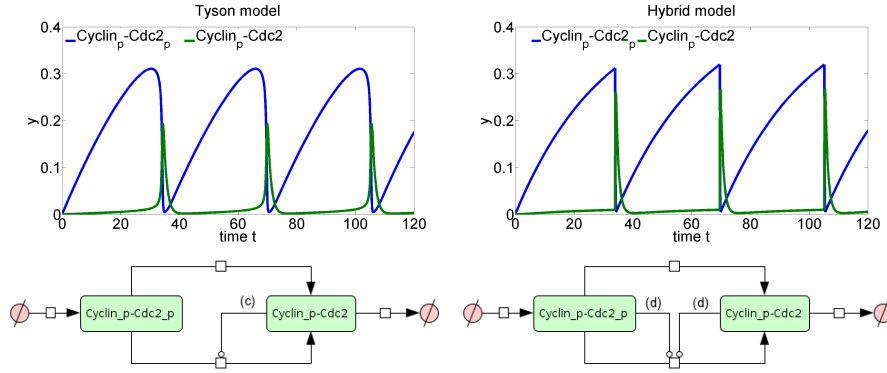 Tyson model
Cyclin_p-Cdc2_p Cyclin_p-Cdc2
0.4
0.3
0.2
0.1
0
y
0 20 40 60 80 100 120
time t
Hybrid model
Cyclin_p-Cdc2_p Cyclin_p-Cdc2
0.4
0.3
0.2
0.1
0
y
0 20 40 60 80 100 120
time t
Cyclin_p-Cdc2_p (c) Cyclin_p-Cdc2
Cyclin_p-Cdc2_p (d) (d) Cyclin_p-Cdc2